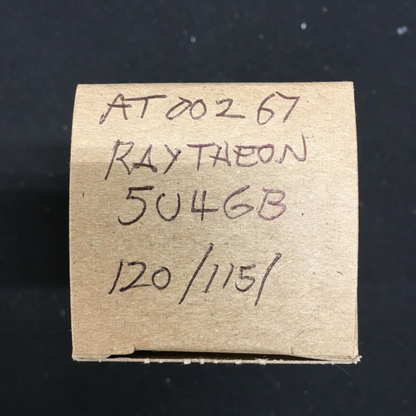 AT00267
RAYTHEON
5U4GB
120/115/